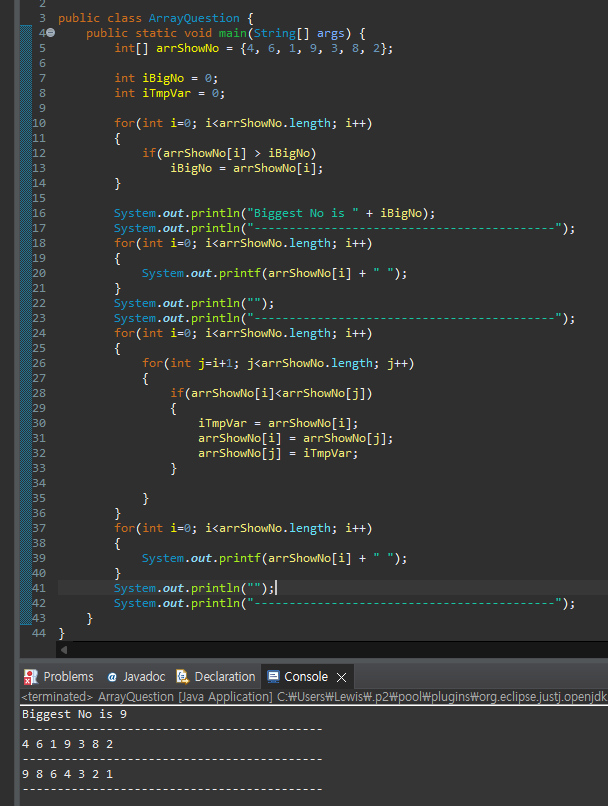 2
3 public class ArrayQuestion {
4 public static void main(String[] args) {
5 int[] arrShowNo = {4, 6, 1, 9, 3, 8, 2};
6
7 int iBigNo = 0;
8 int iTmpVar = 0;
9
10 for(int i=0; i<arrShowNo.length; i++)
11 {
12 if(arrShowNo[i] > iBigNo)
13 iBigNo = arrShowNo[i];
14 }
15
16 System.out.println("Biggest No is " + iBigNo);
17 System.out.println("-------------------------------------------");
18 for(int i=0; i<arrShowNo.length; i++)
19 {
20 System.out.printf(arrShowNo[i] + " ");
21 }
22 System.out.println("");
23 System.out.println("-------------------------------------------");
24 for(int i=0; i<arrShowNo.length; i++)
25 {
26 for(int j=i+1; j<arrShowNo.length; j++)
27 {
28 if(arrShowNo[i]<arrShowNo[j])
29 {
30 iTmpVar = arrShowNo[i];
31 arrShowNo[i] = arrShowNo[j];
32 arrShowNo[j] = iTmpVar;
33 }
34
35 }
36 }
37 for(int i=0; i<arrShowNo.length; i++)
38 {
39 System.out.printf(arrShowNo[i] + " ");
40 }
41 System.out.println("");
42 System.out.println("-------------------------------------------");
43 }
44 }
Problems @ Javadoc Declaration Console
<terminated> ArrayQuestion [Java Application] C:₩Users₩Lewis₩.p2₩pool₩plugins₩org.eclipse.justj.openjdk
Biggest No is 9
-------------------------------------------
4 6 1 9 3 8 2
-------------------------------------------
9 8 6 4 3 2 1
-------------------------------------------